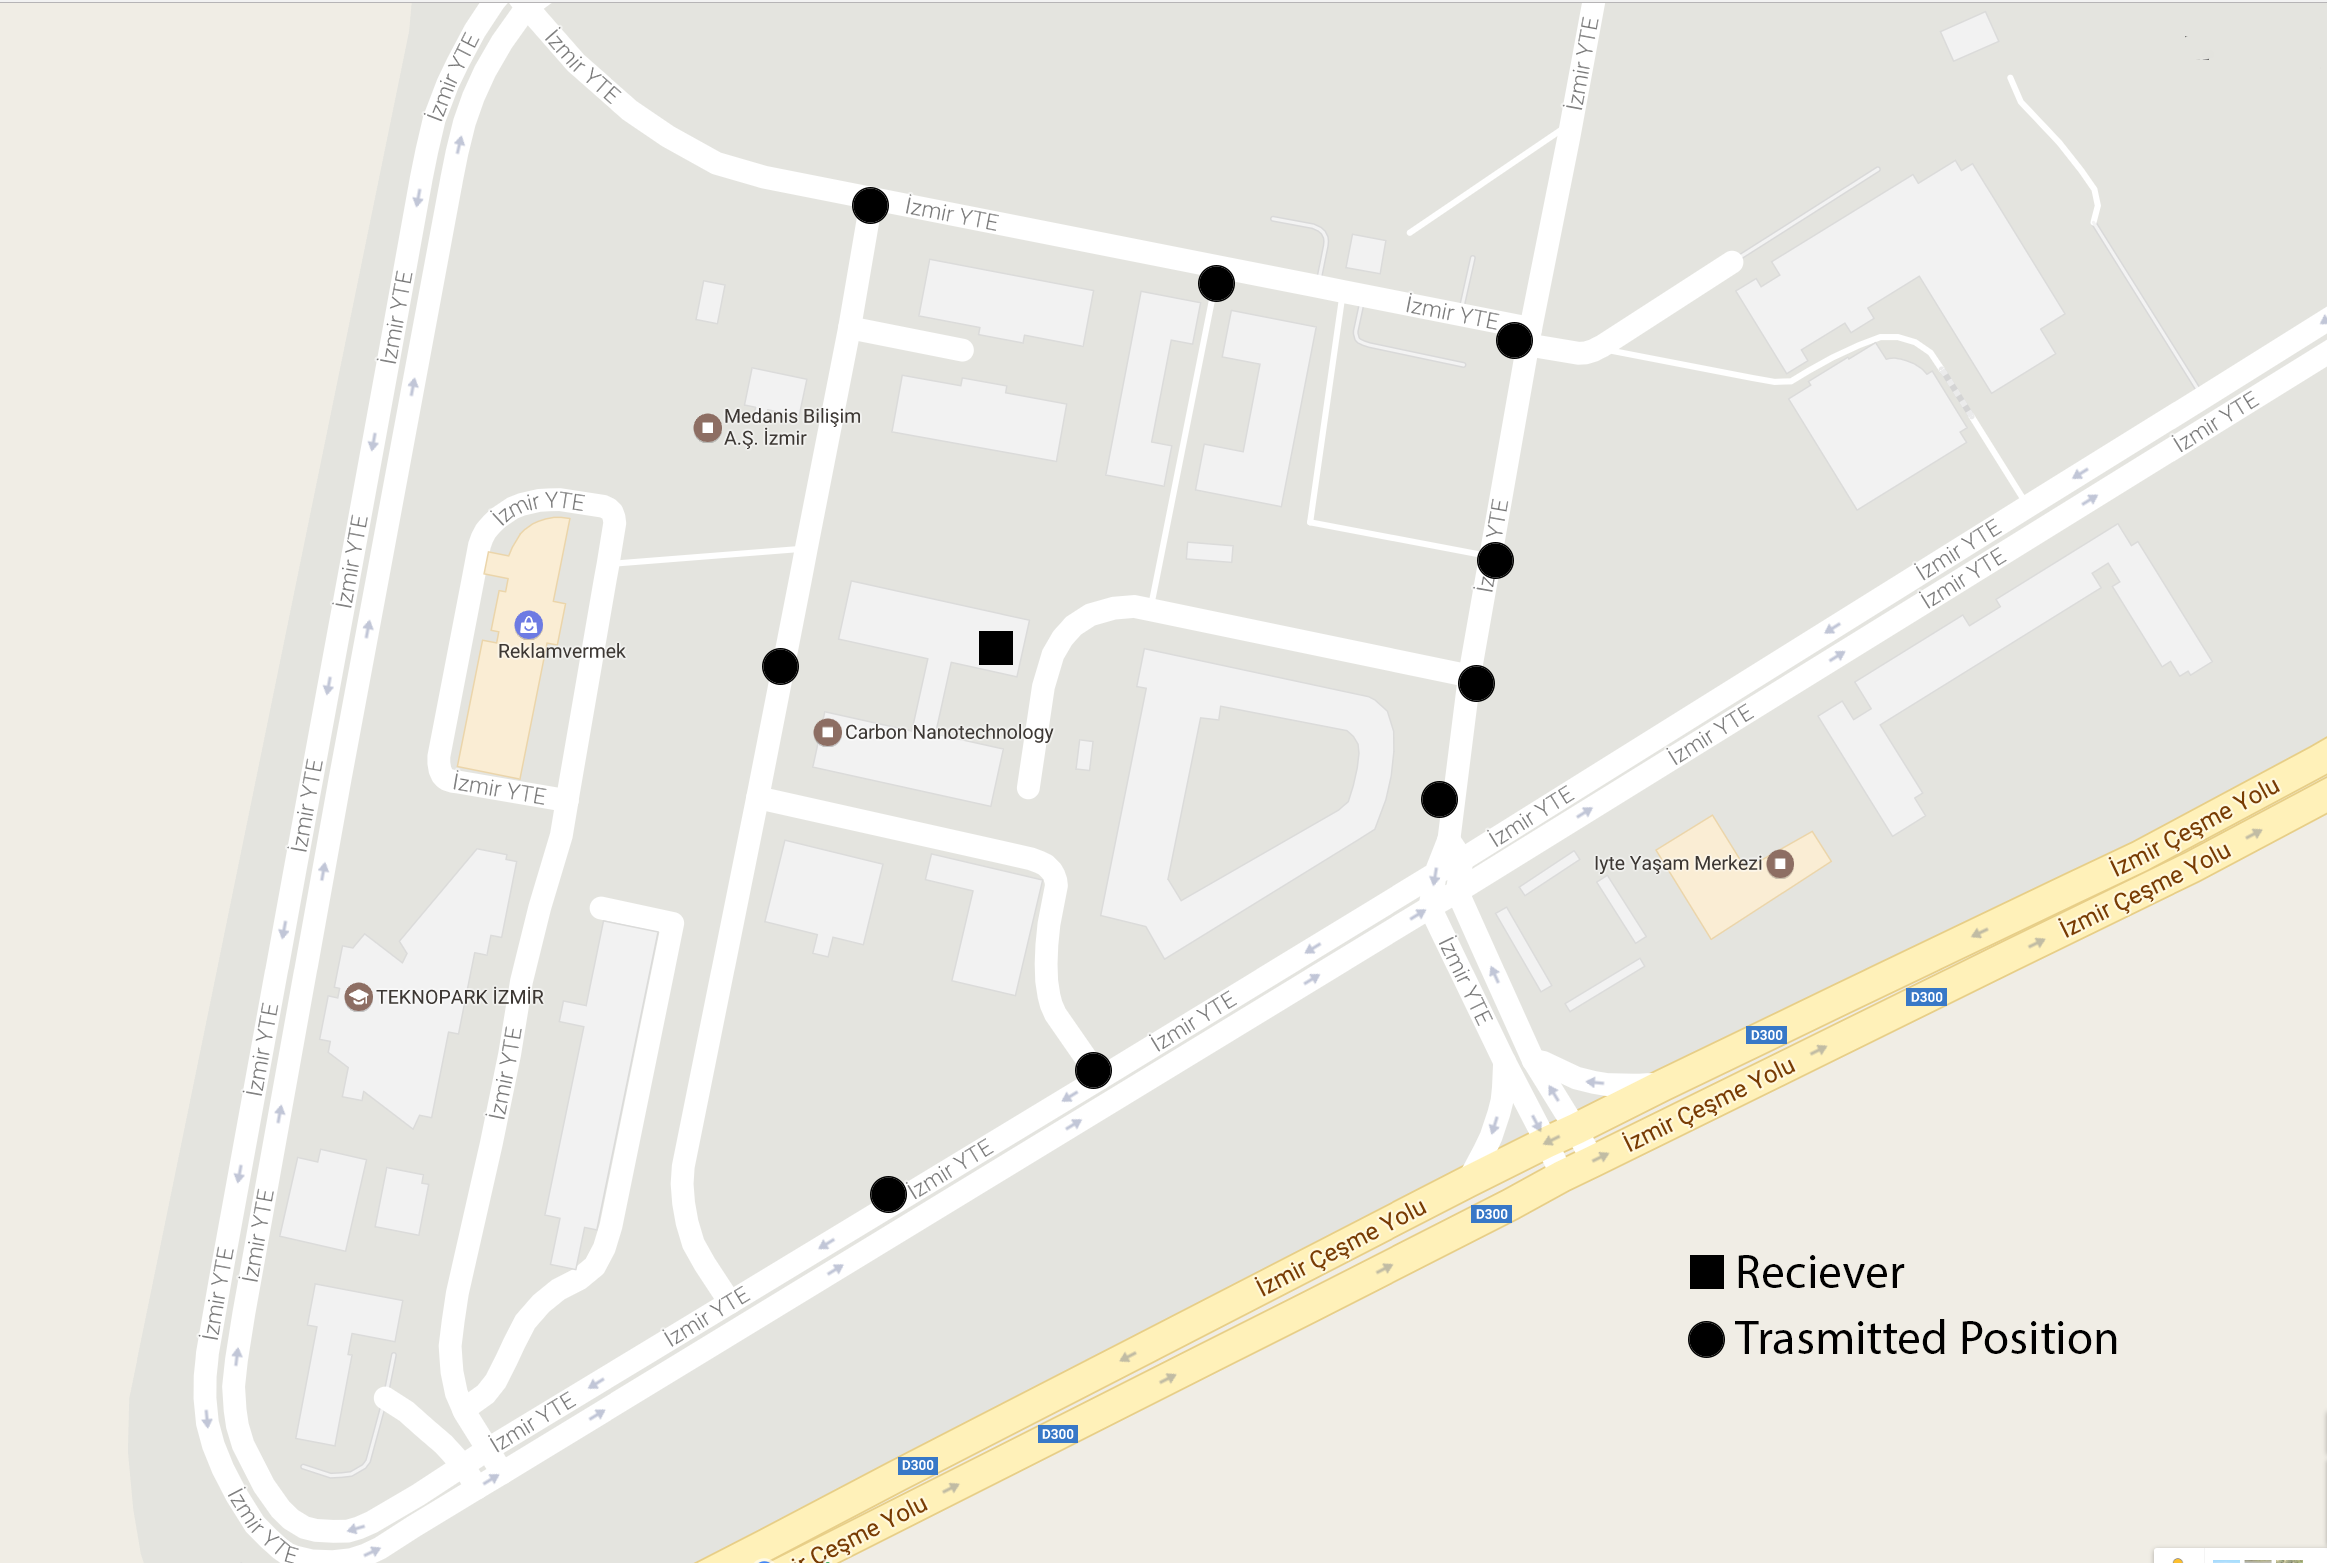 İzmir YTE
İzmir YTE
İzmir YTE
İzmir YTE
İzmir YTE
İzmir YTE
Medanis Bilişim
A.Ş. İzmir
İzmir YTE
İzmir YTE
İzmir YTE
İzmir YTE
İzmir YTE
İzmir YTE
Reklamvermek
İzmir YTE
Carbon Nanotechnology
İzmir YTE
İzmir YTE
İzmir YTE
İzmir Çeşme Yolu
İzmir Çeşme Yolu
Iyte Yaşam Merkezi
TEKNOPARK İZMİR
İzmir YTE
D300
İzmir YTE
D300
İzmir YTE
İzmir YTE
İzmir Çeşme Yolu
İzmir YTE
İzmir YTE
D300
İzmir Çeşme Yolu
İzmir YTE
Reciever
İzmir YTE
Trasmitted Position
İzmir YTE
D300
D300
İzmir YTE
ir Çeşme Yolu